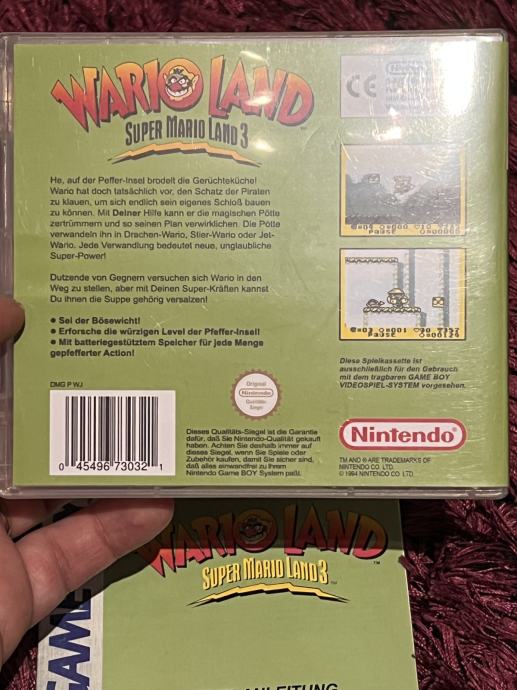 WARIO LAND
SUPER MARIO LAND 3
He, auf der Peffer-Insel brodelt die Gerüchteküche!
Wario hat doch tatsächlich vor, den Schatz der Piraten
zu klauen, um sich endlich sein eigenes Schloß bauen
zu können. Mit Deiner Hilfe kann er die magischen Pötte
zertrümmern und so seinen Plan verwirklichen. Die Pötte
verwandeln ihn in Drachen-Wario, Stier-Wario oder Jet-
Wario. Jede Verwandlung bedeutet neue, unglaubliche
Super-Power!
Dutzende von Gegnern versuchen sich Wario in den
Weg zu stellen, aber mit Deinen Super-Kräften kannst
Du ihnen die Suppe gehörig versalzen!
● Sei der Bösewicht!
● Erforsche die würzigen Level der Pfeffer-Insel!
● Mit batteriegestütztem Speicher für jede Menge
gepfefferter Action!
DMG P WJ
0 45496 73032 1
Original
Nintendo
Qualitäts-
Siegel
Dieses Qualitäts-Siegel ist die Garantie
dafür, daß Sie Nintendo-Qualität gekauft
haben. Achten Sie deshalb immer auf
dieses Siegel, wenn Sie Spiele oder
Zubehör kaufen, damit Sie sicher sind,
daß alles einwandfrei zu Ihrem
Nintendo Game BOY System paßt.
CE
PAUSE
PAUSE
Diese Spielkassette ist
ausschließlich für den Gebrauch
mit dem tragbaren GAME BOY
VIDEOSPIEL-SYSTEM vorgesehen.
Nintendo®
TM AND ® ARE TRADEMARKS OF
NINTENDO CO. LTD.
© 1994 NINTENDO CO. LTD.
WARIO LAND™
SUPER MARIO LAND 3™
GAME